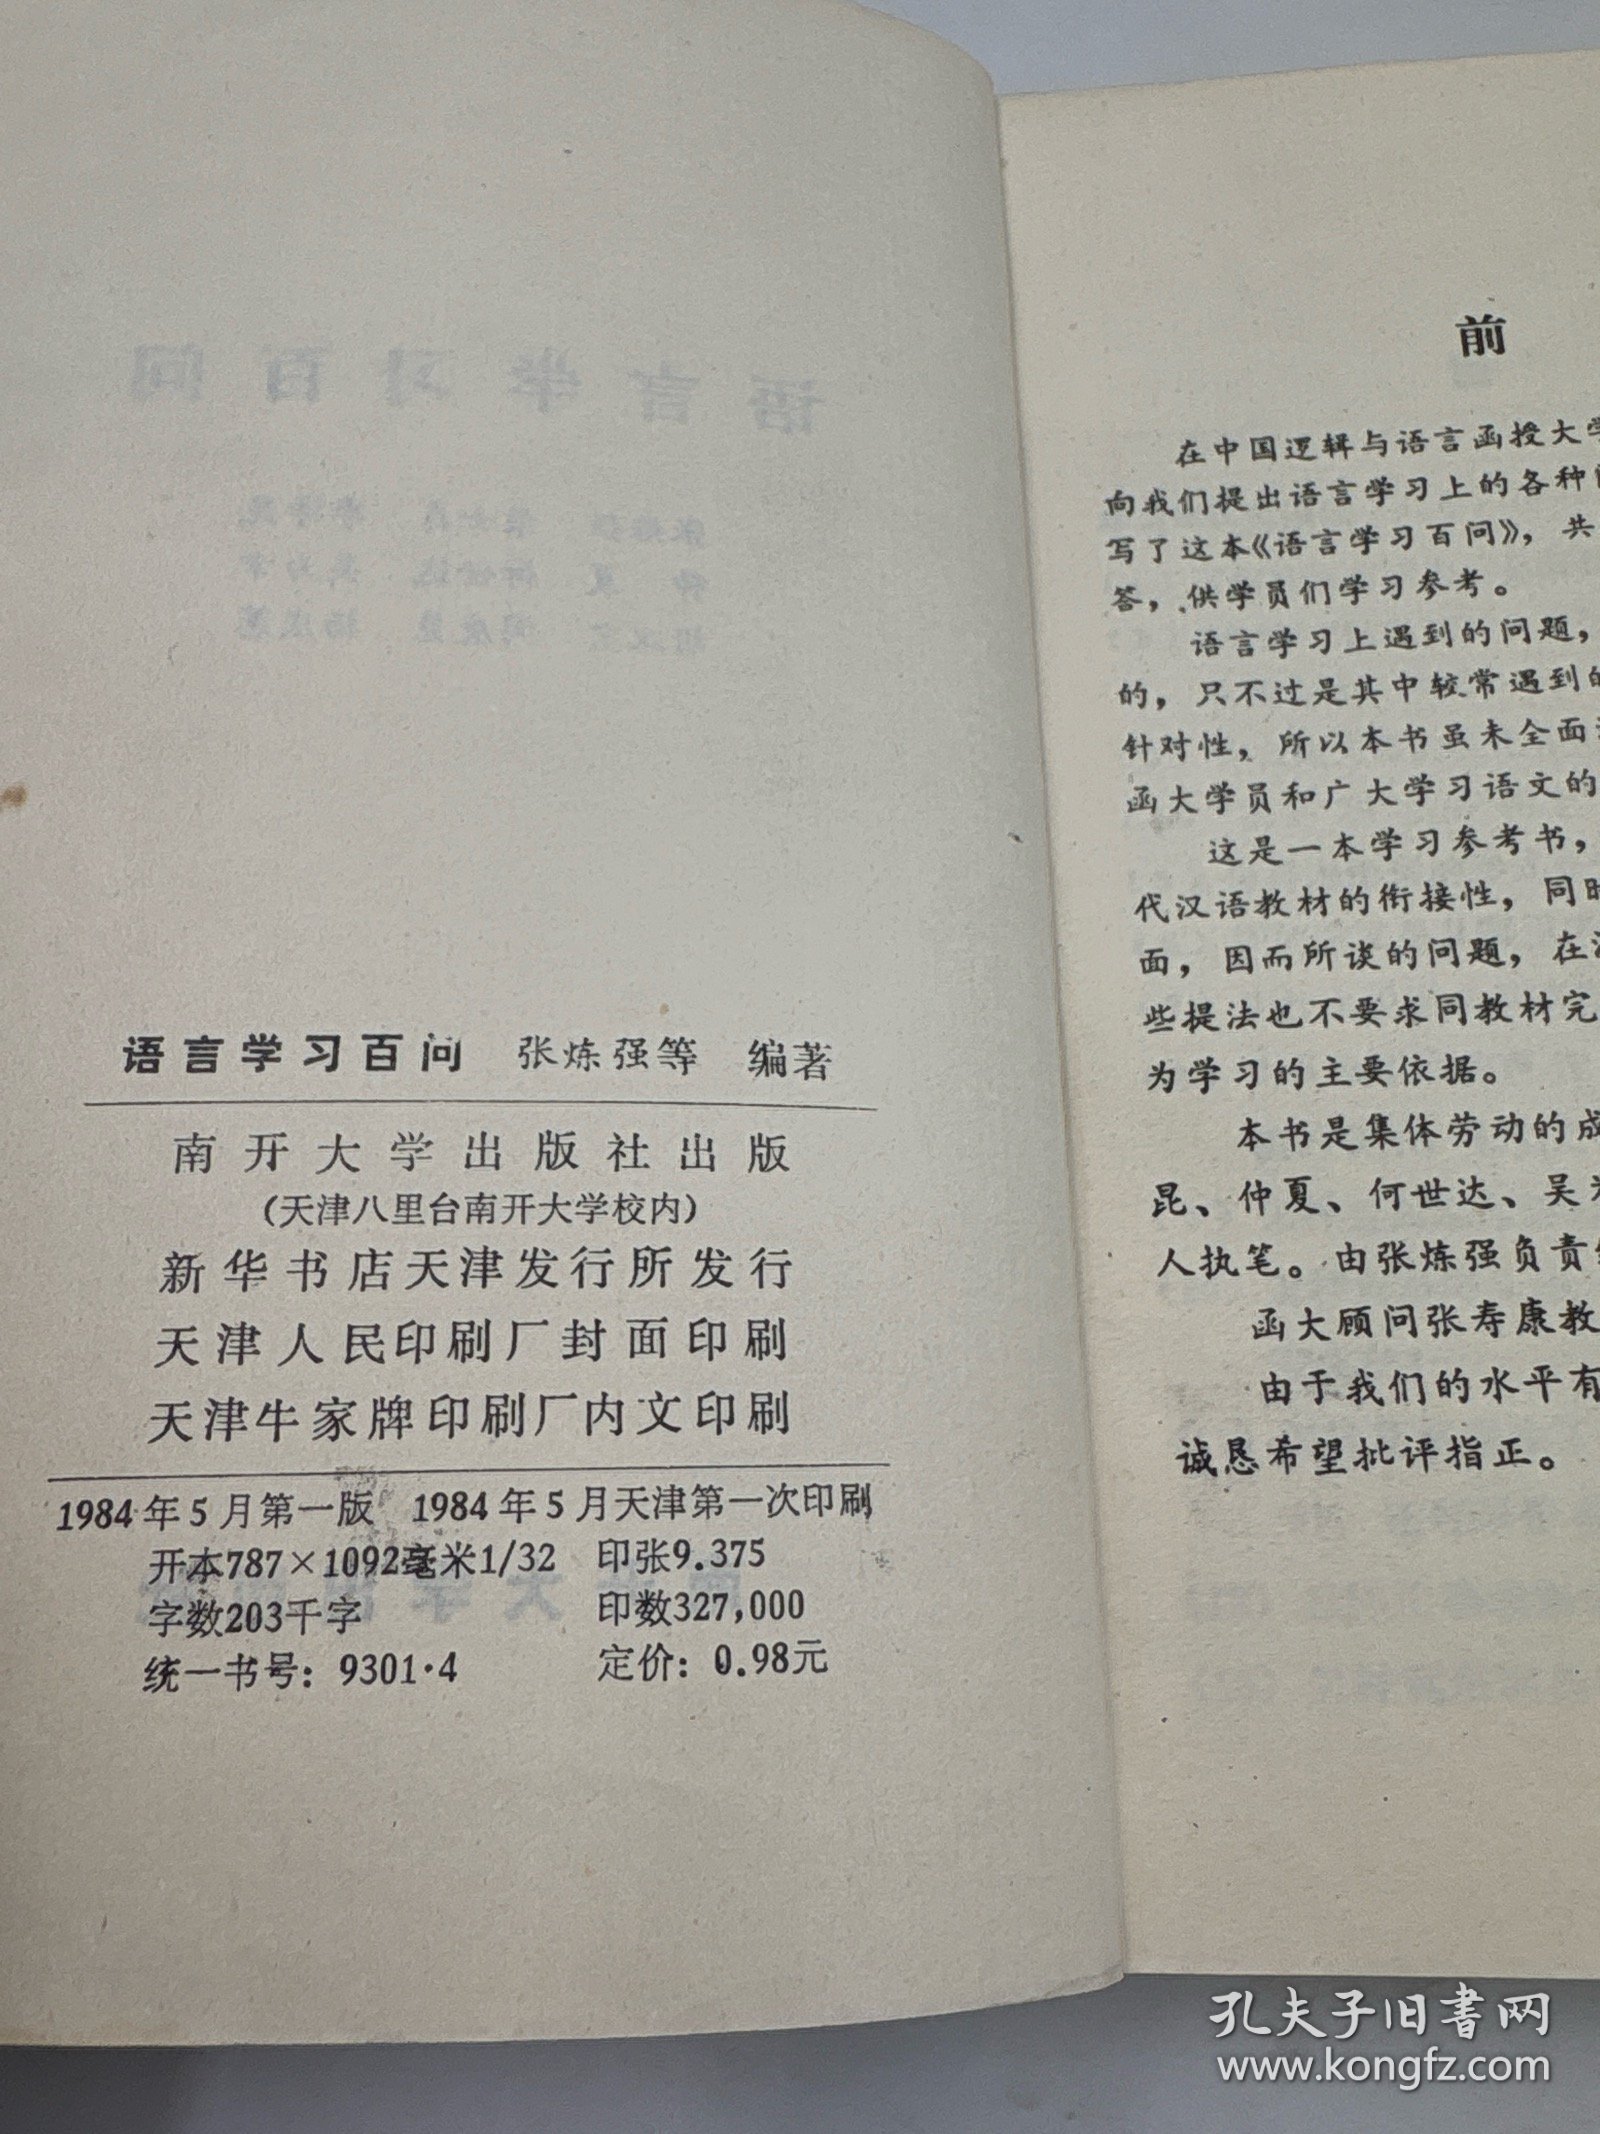 语言学习百问 张炼强等 编著
南开大学出版社出版
(天津八里台南开大学校内)
新华书店天津发行所发行
天津人民印刷厂封面印刷
天津牛家牌印刷厂内文印刷
1984年5月第一版 1984年5月天津第一次印刷
开本787×1092毫米1/32 印张9.375
字数203千字 印数327,000
统一书号：9301·4 定价：0.98元
前
在中国逻辑与语言函授大学
向我们提出语言学习上的各种
写了这本《语言学习百问》，共
答，供学员们学习参考。
语言学习上遇到的问题，
的，只不过是其中较常遇到的
针对性，所以本书虽未全面
函大学员和广大学习语文的
这是一本学习参考书，
代汉语教材的衔接性，同时
面，因而所谈的问题，在
些提法也不要求同教材完
为学习的主要依据。
本书是集体劳动的成
昆、仲夏、何世达、吴
人执笔。由张炼强负责
函大顾问张寿康教
由于我们的水平有
诚恳希望批评指正。
孔夫子旧书网
www.kongfz.com